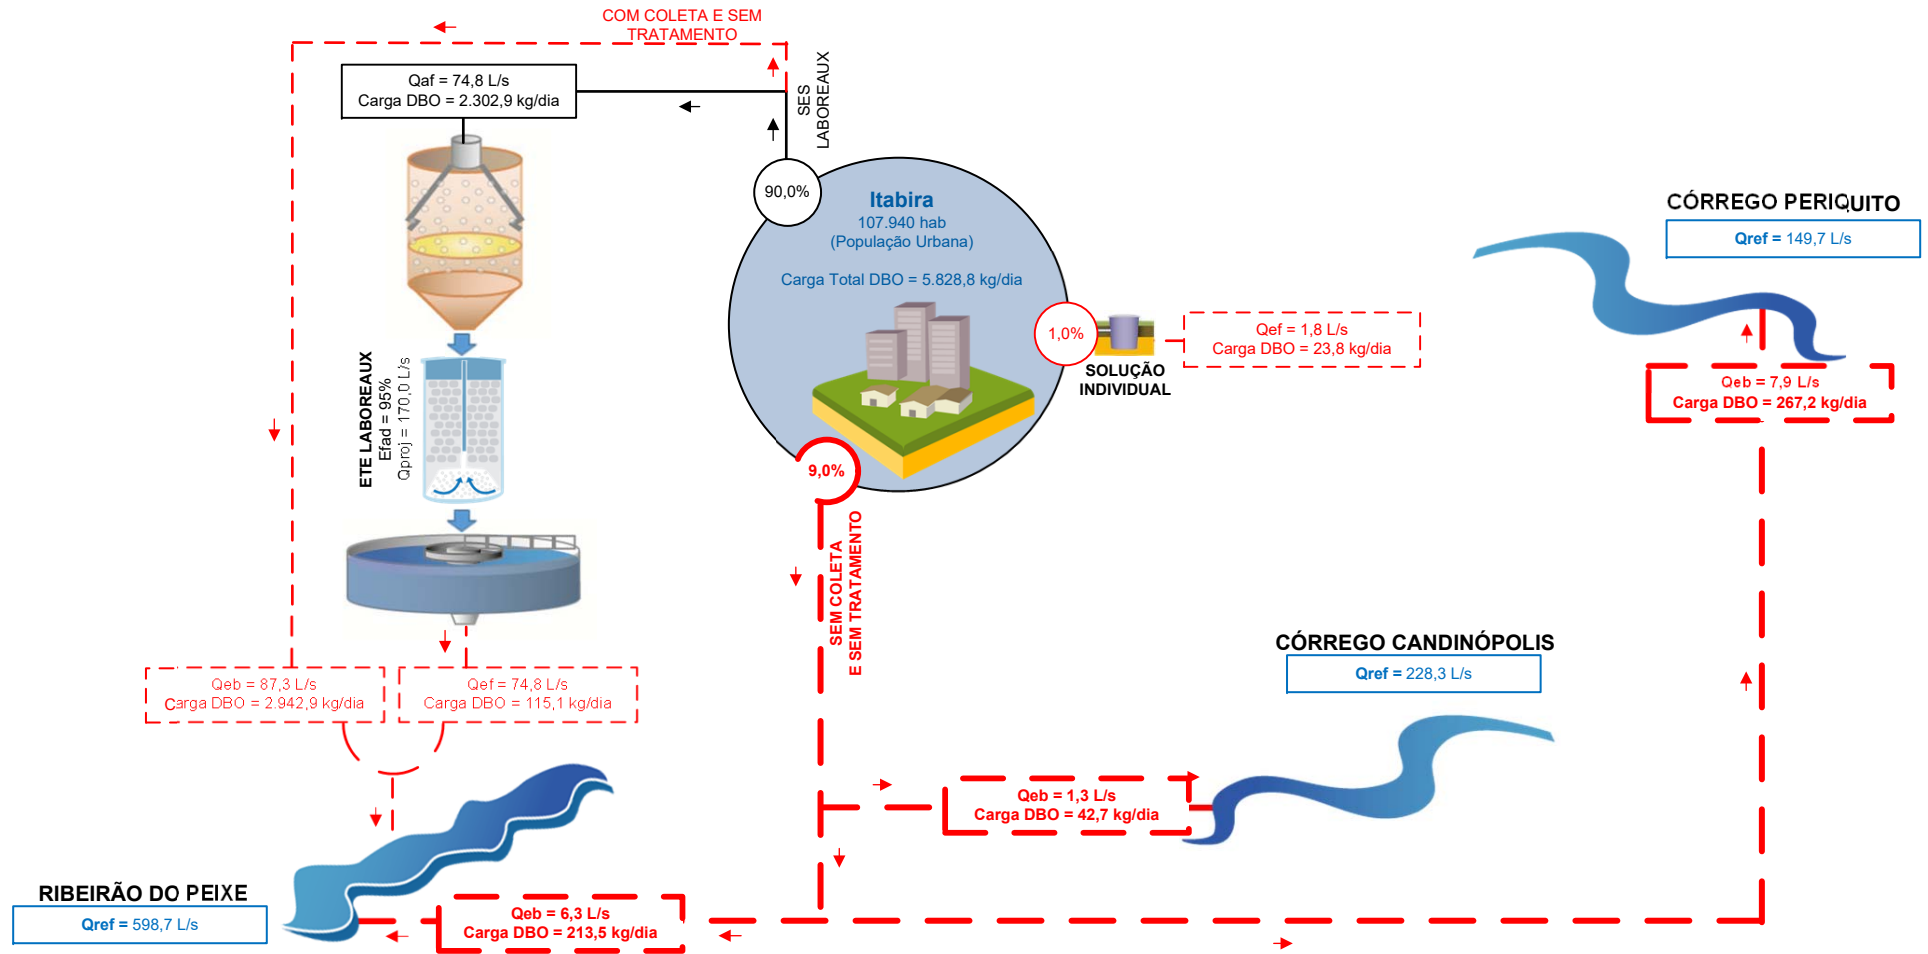 COM COLETA E SEM
TRATAMENTO
Qaf = 74,8 L/s
Carga DBO = 2.302,9 kg/dia
SES
LABOREAUX
90,0%
Itabira
107.940 hab
(População Urbana)
Carga Total DBO = 5.828,8 kg/dia
1,0%
SOLUÇÃO
INDIVIDUAL
Qef = 1,8 L/s
Carga DBO = 23,8 kg/dia
CÓRREGO PERIQUITO
Qref = 149,7 L/s
Qeb = 7,9 L/s
Carga DBO = 267,2 kg/dia
ETE LABOREAUX
Efad = 95%
Qproj = 170,0 L/s
9,0%
SEM COLETA
E SEM TRATAMENTO
CÓRREGO CANDINÓPOLIS
Qref = 228,3 L/s
Qeb = 87,3 L/s
Carga DBO = 2.942,9 kg/dia
Qef = 74,8 L/s
Carga DBO = 115,1 kg/dia
Qeb = 1,3 L/s
Carga DBO = 42,7 kg/dia
RIBEIRÃO DO PEIXE
Qref = 598,7 L/s
Qeb = 6,3 L/s
Carga DBO = 213,5 kg/dia